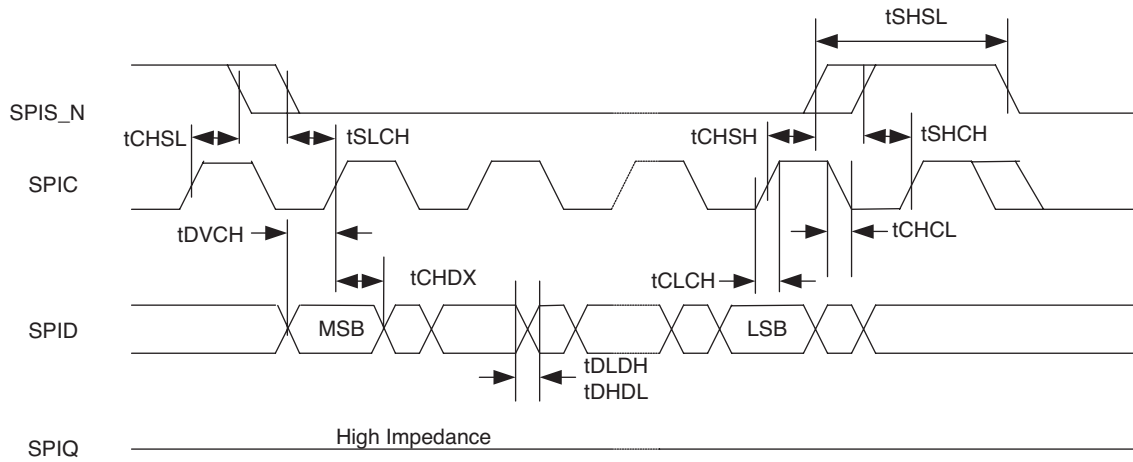 tSHSL
SPIS_N
tCHSL
tSLCH
tCHSH
tSHCH
SPIC
tDVCH
tCHCL
tCHDX
tCLCH
SPID
MSB
LSB
tDLDH
tDHDL
High Impedance
SPIQ